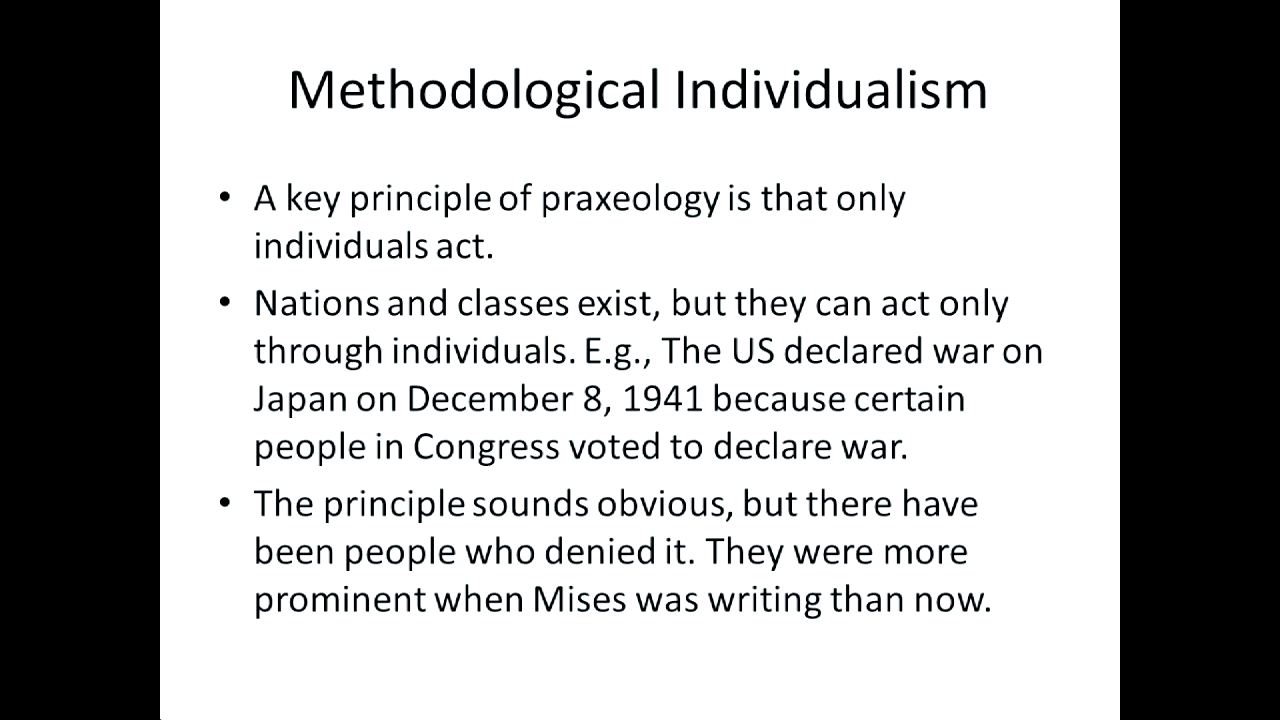 Methodological Individualism
• A key principle of praxeology is that only
individuals act.
• Nations and classes exist, but they can act only
through individuals. E.g., The US declared war on
Japan on December 8, 1941 because certain
people in Congress voted to declare war.
• The principle sounds obvious, but there have
been people who denied it. They were more
prominent when Mises was writing than now.